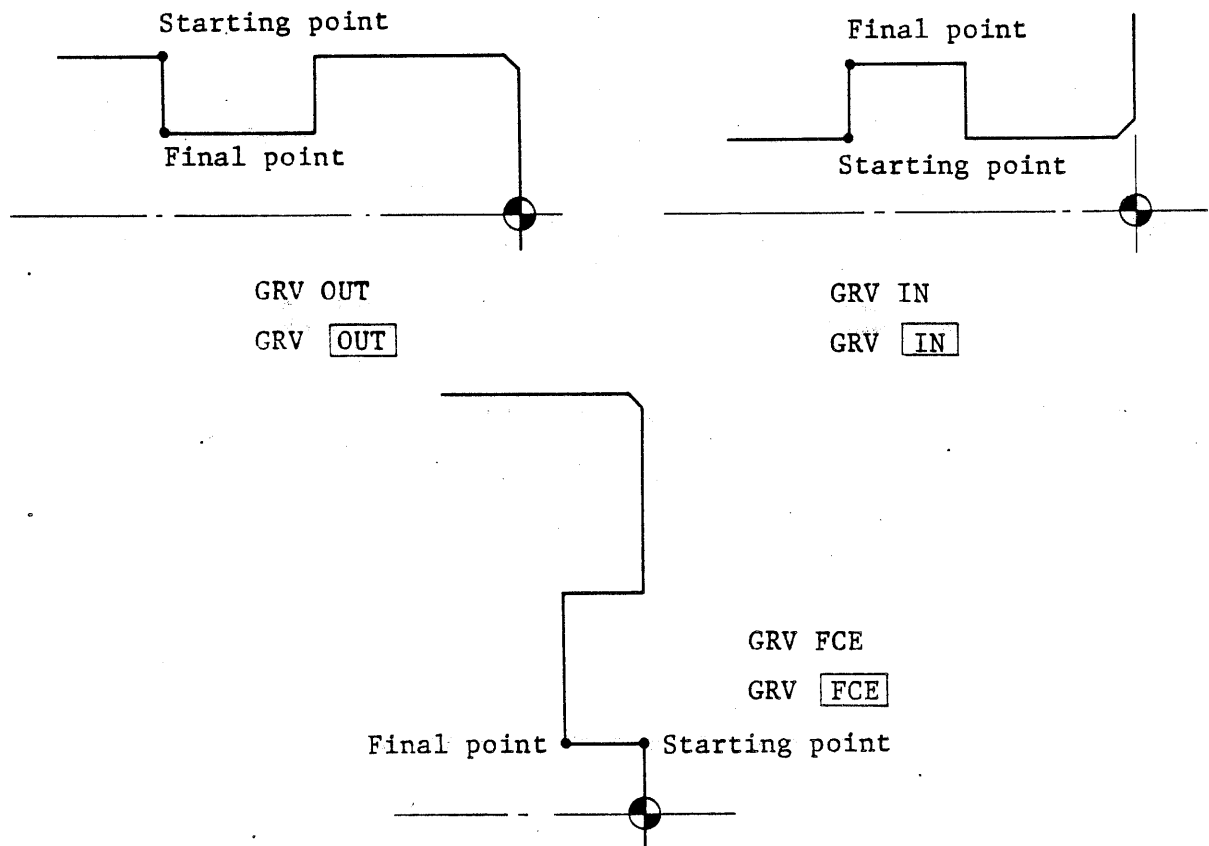 Starting point
Final point
GRV OUT
GRV OUT
Final point
Starting point
GRV IN
GRV IN
GRV FCE
GRV FCE
Final point
Starting point